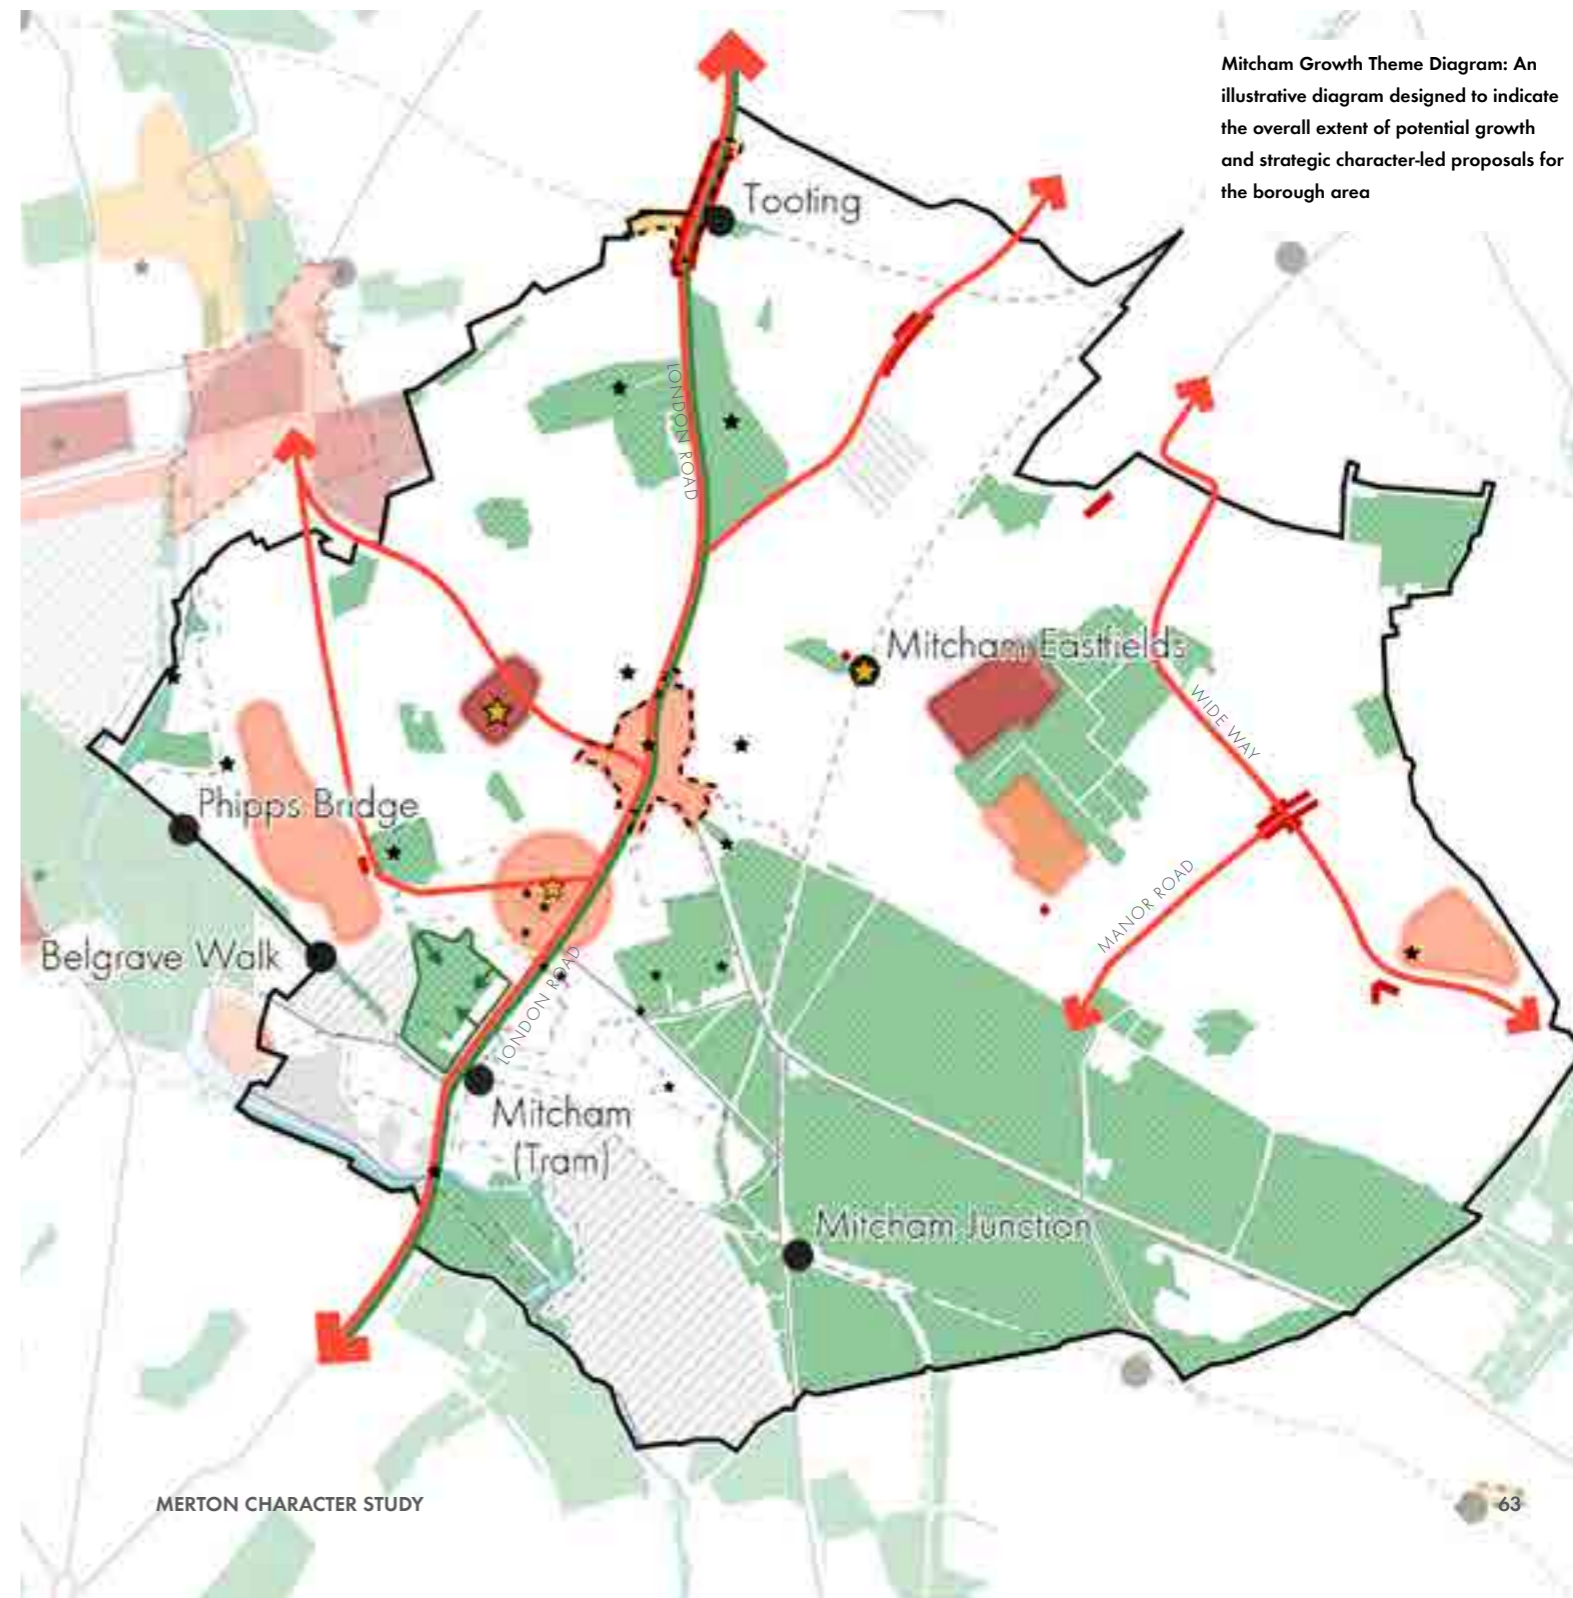 Mitcham Growth Theme Diagram: An
illustrative diagram designed to indicate
the overall extent of potential growth
and strategic character-led proposals for
the borough area
Tooting
LONDON ROAD
Mitcham Eastfields
WIDE WAY
Phipps Bridge
MANOR ROAD
Belgrave Walk
LONDON ROAD
Mitcham
(Tram)
Mitcham Junction
MERTON CHARACTER STUDY
63